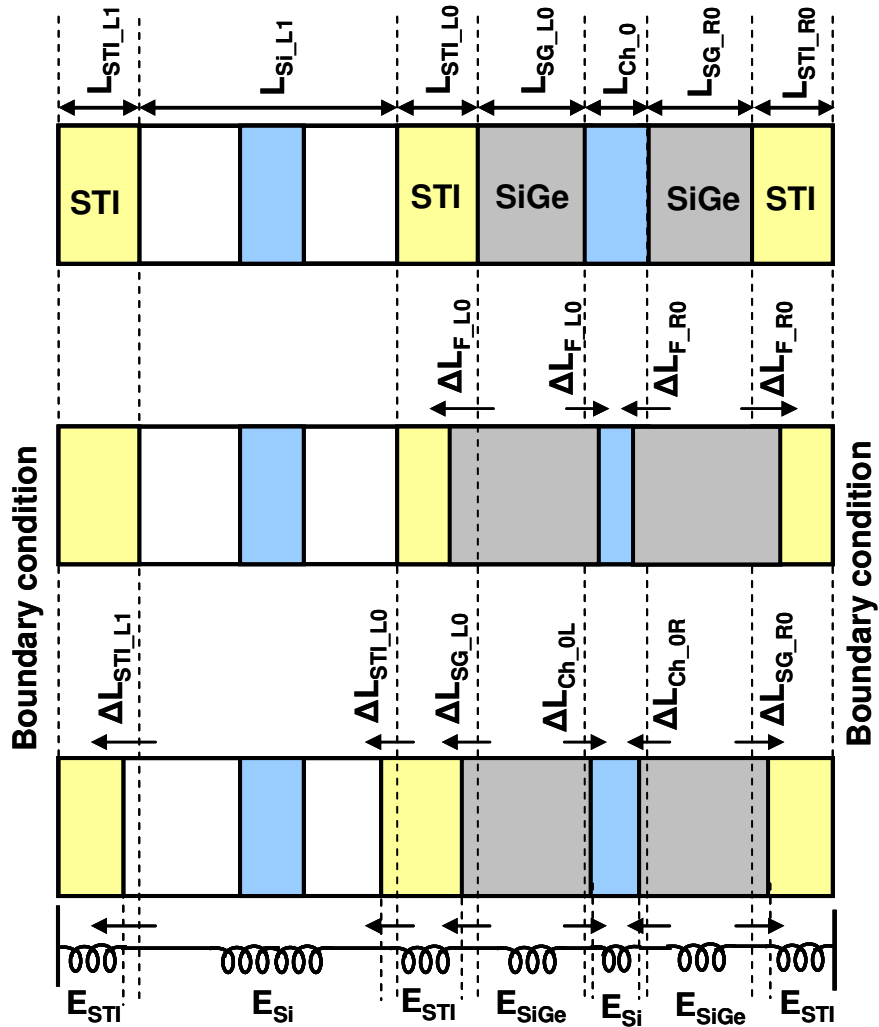 L_STI_L1
L_Si_L1
L_STI_L0
L_SG_L0
L_Ch_0
L_SG_R0
L_STI_R0
STI
STI
SiGe
SiGe
STI
ΔL_F_L0
ΔL_F_L0
ΔL_F_R0
ΔL_F_R0
Boundary condition
Boundary condition
ΔL_STI_L1
ΔL_STI_L0
ΔL_SG_L0
ΔL_Ch_0L
ΔL_Ch_0R
ΔL_SG_R0
E_STI
E_Si
E_STI
E_SiGe
E_Si
E_SiGe
E_STI